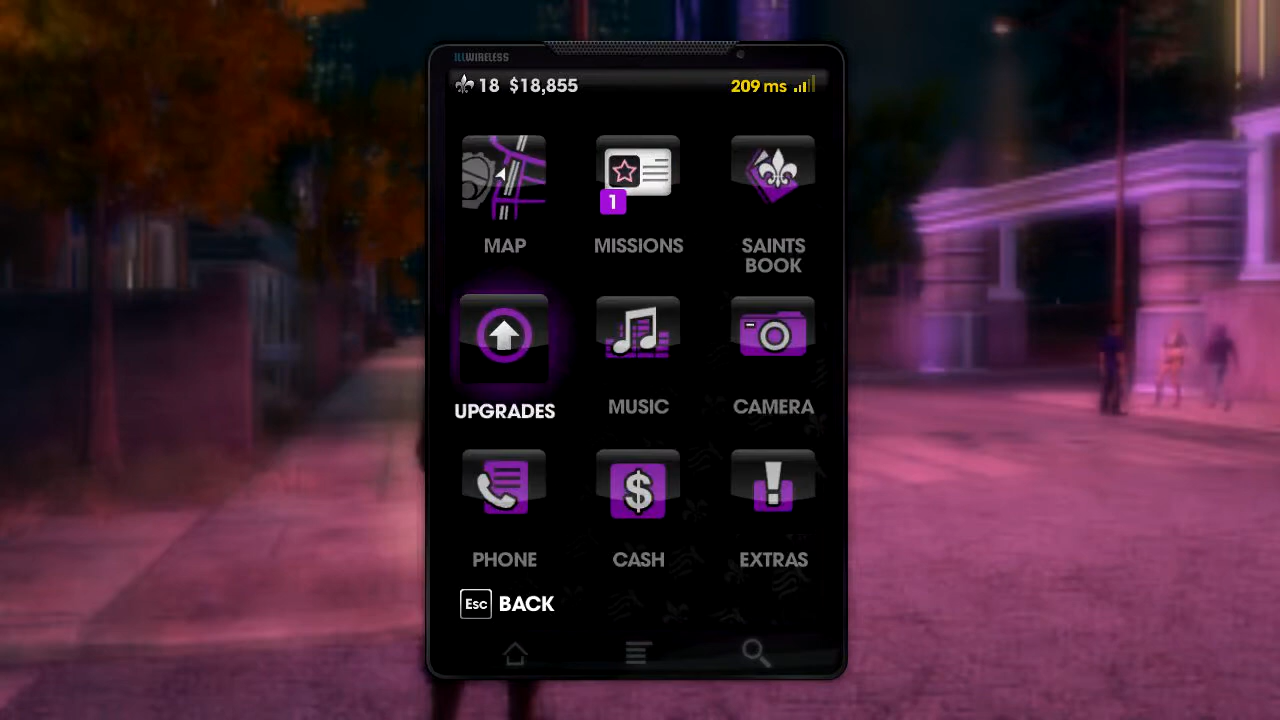 ILLWIRELESS
18 $18,855 209 ms
MAP MISSIONS SAINTS BOOK
1
UPGRADES MUSIC CAMERA
PHONE CASH EXTRAS
$ !
Esc BACK